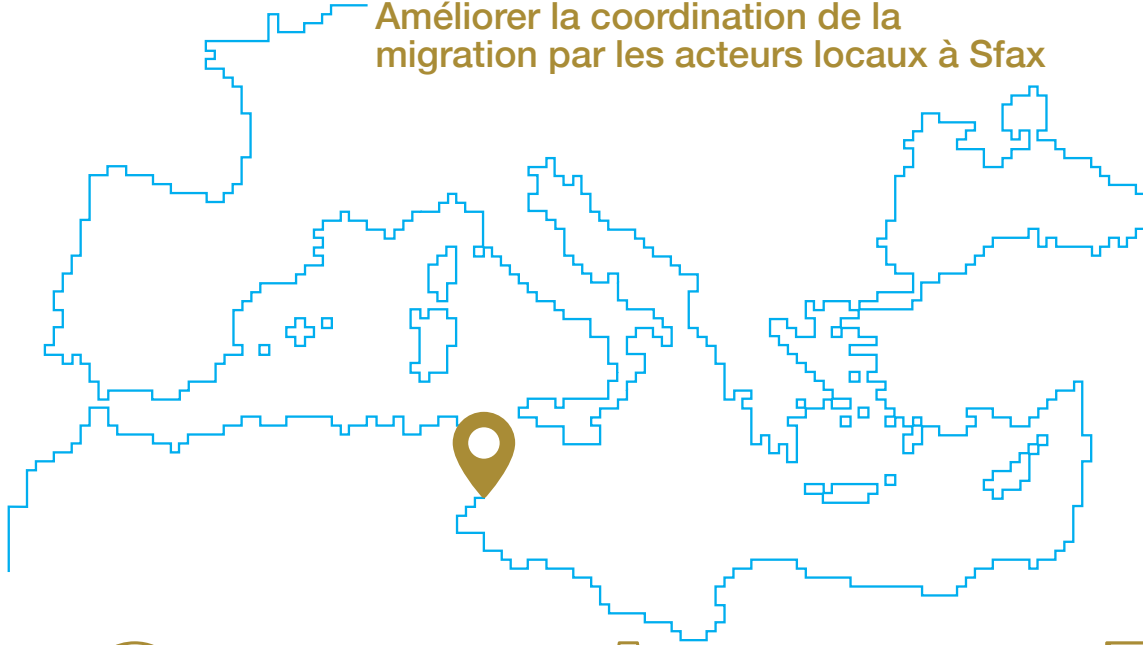 Améliorer la coordination de la
migration par les acteurs locaux à Sfax